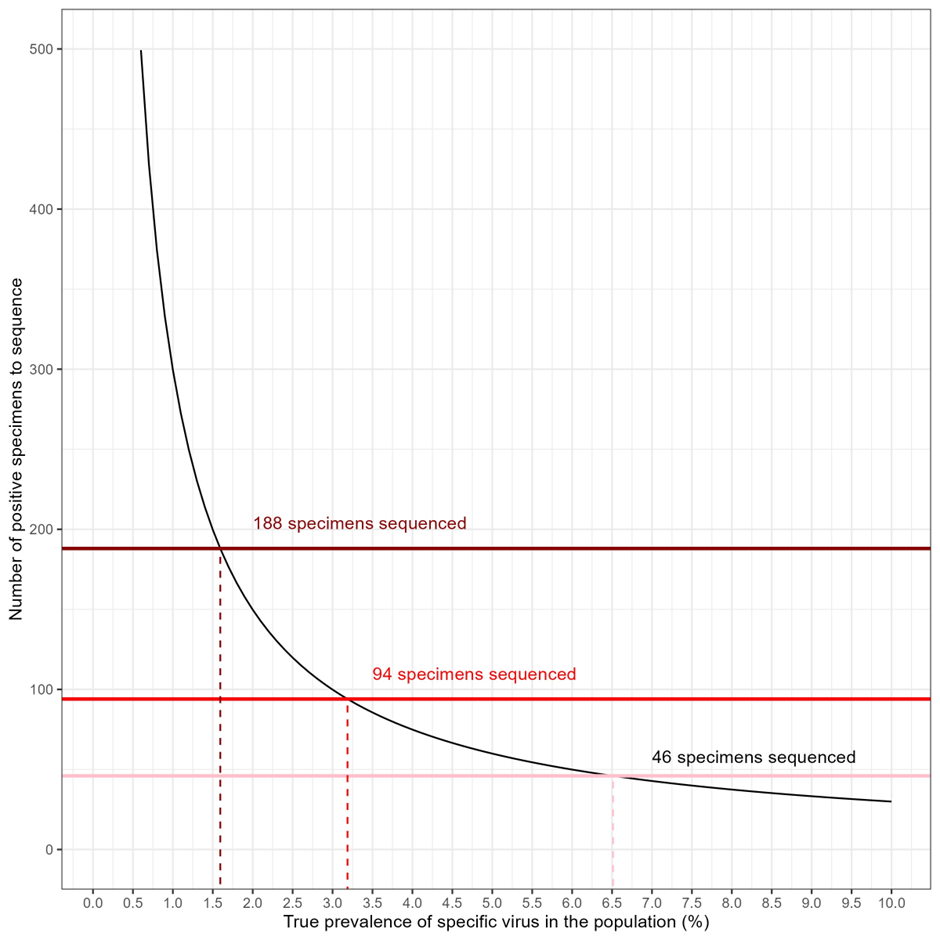 500
400
300
200
100
0
Number of positive specimens to sequence
188 specimens sequenced
94 specimens sequenced
46 specimens sequenced
0.0 0.5 1.0 1.5 2.0 2.5 3.0 3.5 4.0 4.5 5.0 5.5 6.0 6.5 7.0 7.5 8.0 8.5 9.0 9.5 10.0
True prevalence of specific virus in the population (%)